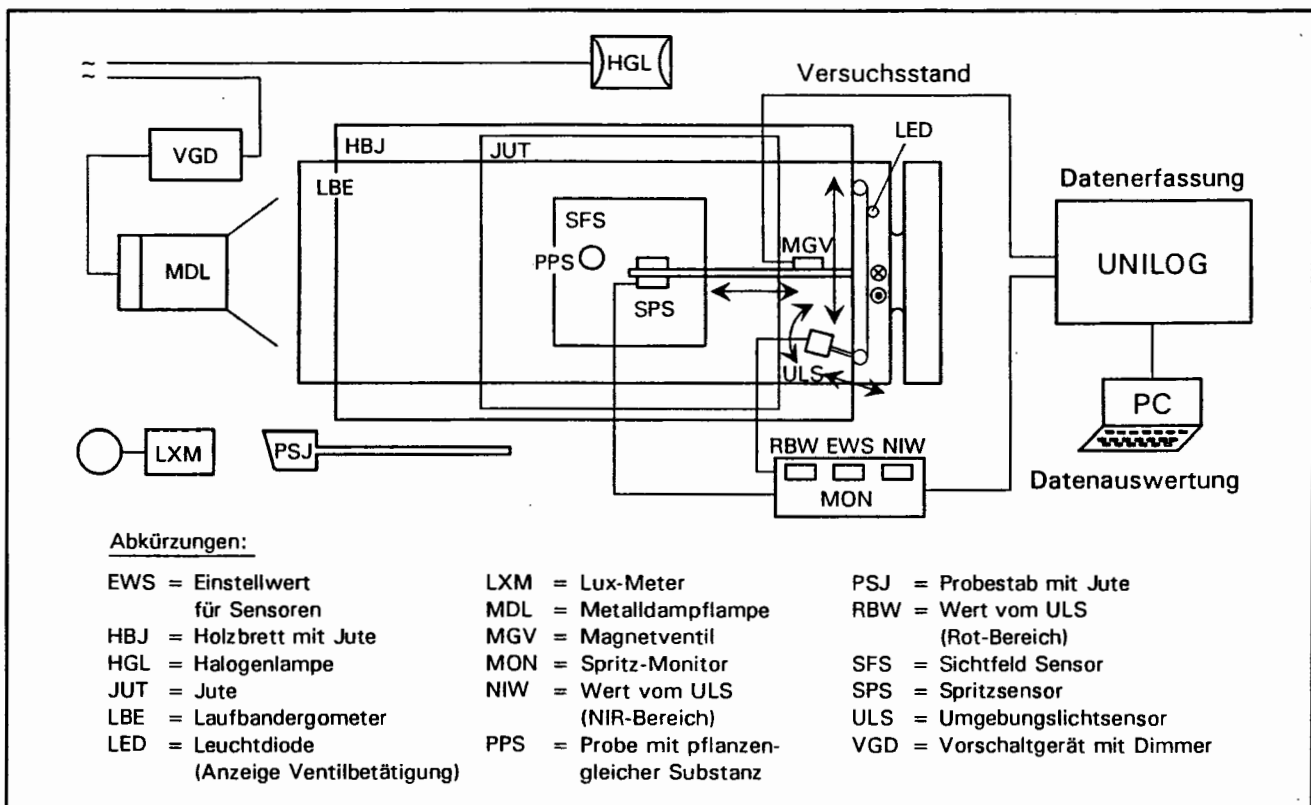 HGL
Versuchsstand
LED
VGD
HBJ
JUT
LBE
Datenerfassung
SFS
MGV
PPS
UNILOG
MDL
SPS
ULS
PC
LXM
PSJ
RBW EWS NIW
MON
Datenauswertung
Abkürzungen:
EWS = Einstellwert
für Sensoren
HBJ = Holzbrett mit Jute
HGL = Halogenlampe
JUT = Jute
LBE = Laufbandergometer
LED = Leuchtdiode
(Anzeige Ventilbetätigung)
LXM = Lux-Meter
MDL = Metalldampflampe
MGV = Magnetventil
MON = Spritz-Monitor
NIW = Wert vom ULS
(NIR-Bereich)
PPS = Probe mit pflanzen-
gleicher Substanz
PSJ = Probestab mit Jute
RBW = Wert vom ULS
(Rot-Bereich)
SFS = Sichtfeld Sensor
SPS = Spritzsensor
ULS = Umgebungslichtsensor
VGD = Vorschaltgerät mit Dimmer